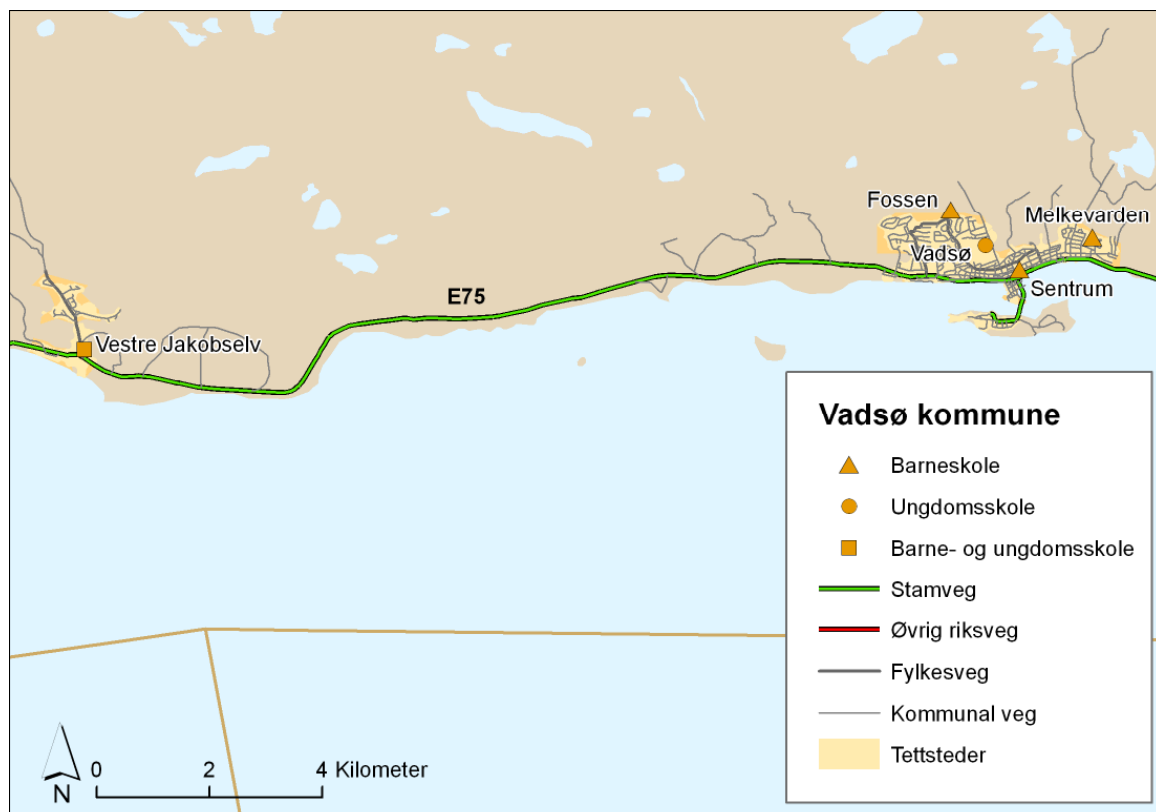 Fossen
Melkevarden
Vadsø
Sentrum
E75
Vestre Jakobselv
Vadsø kommune
Barneskole
Ungdomsskole
Barne- og ungdomsskole
Stamveg
Øvrig riksveg
Fylkesveg
Kommunal veg
Tettsteder
0 2 4 Kilometer
N